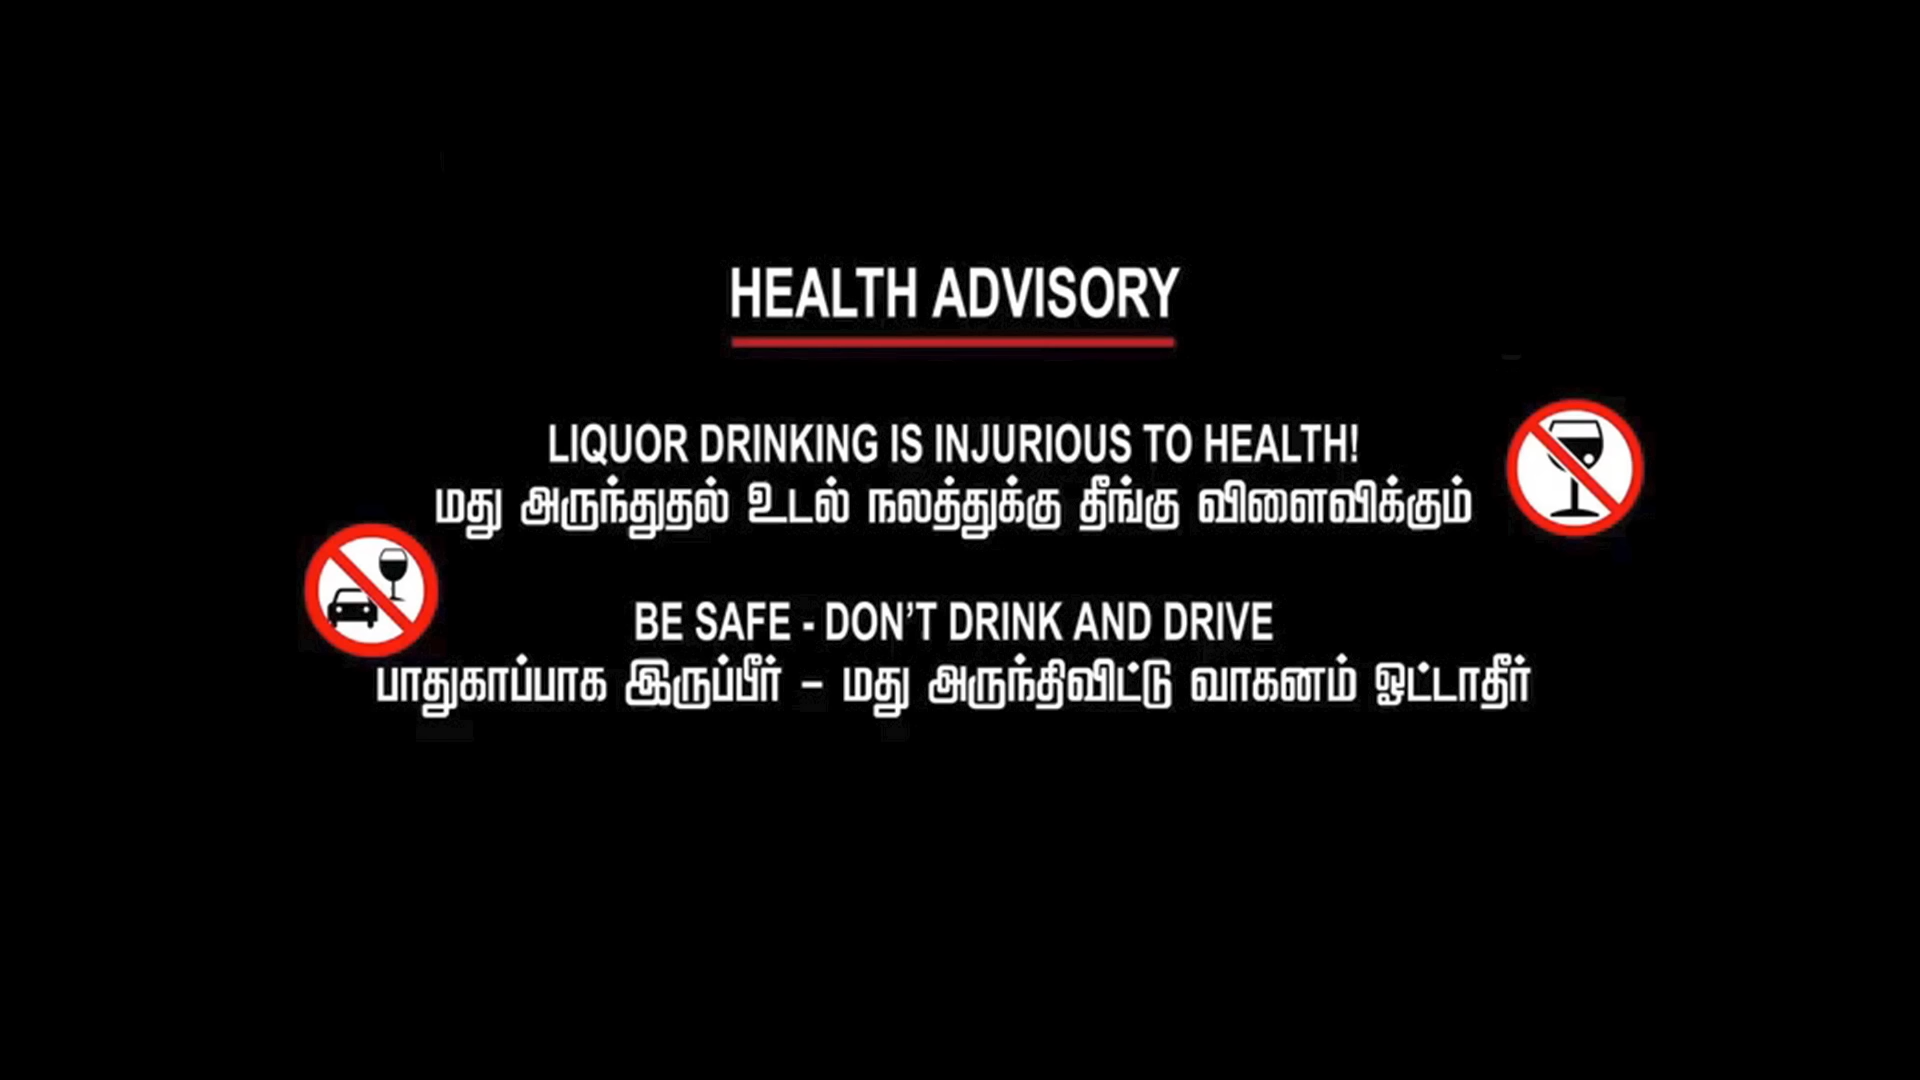 HEALTH ADVISORY
LIQUOR DRINKING IS INJURIOUS TO HEALTH!
மது அருந்துதல் உடல் நலத்துக்கு தீங்கு விளைவிக்கும்
BE SAFE - DON’T DRINK AND DRIVE
பாதுகாப்பாக இருப்பீர் – மது அருந்திவிட்டு வாகனம் ஓட்டாதீர்